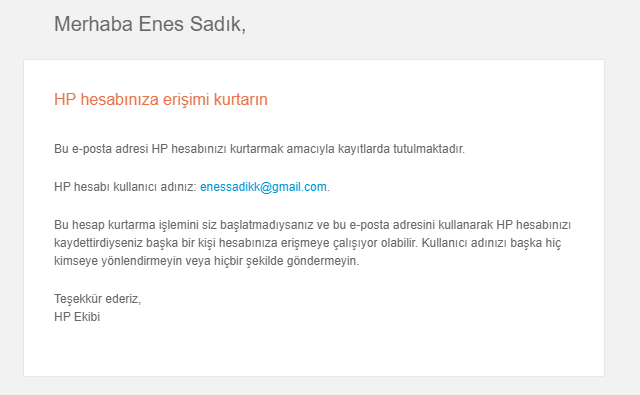 Merhaba Enes Sadık,
HP hesabınıza erişimi kurtarın
Bu e-posta adresi HP hesabınızı kurtarmak amacıyla kayıtlarda tutulmaktadır.
HP hesabı kullanıcı adınız: enessadikk@gmail.com.
Bu hesap kurtarma işlemini siz başlatmadıysanız ve bu e-posta adresini kullanarak HP hesabınızı
kaydettirdiyseniz başka bir kişi hesabınıza erişmeye çalışıyor olabilir. Kullanıcı adınızı başka hiç
kimseye yönlendirmeyin veya hiçbir şekilde göndermeyin.
Teşekkür ederiz,
HP Ekibi